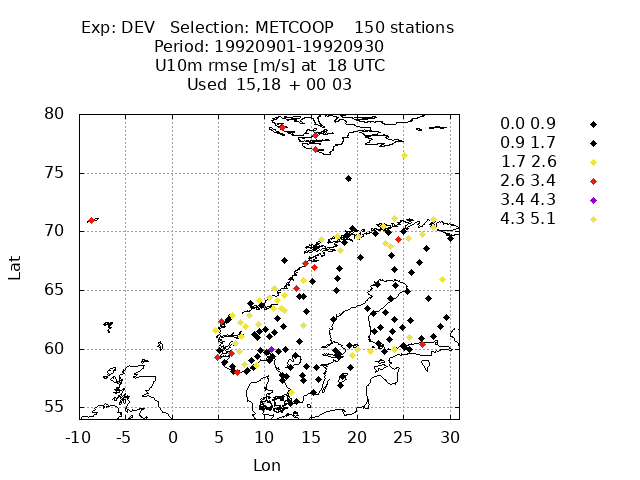 Exp: DEV Selection: METCOOP 150 stations
Period: 19920901-19920930
U10m rmse [m/s] at 18 UTC
Used 15,18 + 00 03
0.0 0.9
0.9 1.7
1.7 2.6
2.6 3.4
3.4 4.3
4.3 5.1
80
75
70
65
60
55
Lat
-10 -5 0 5 10 15 20 25 30
Lon